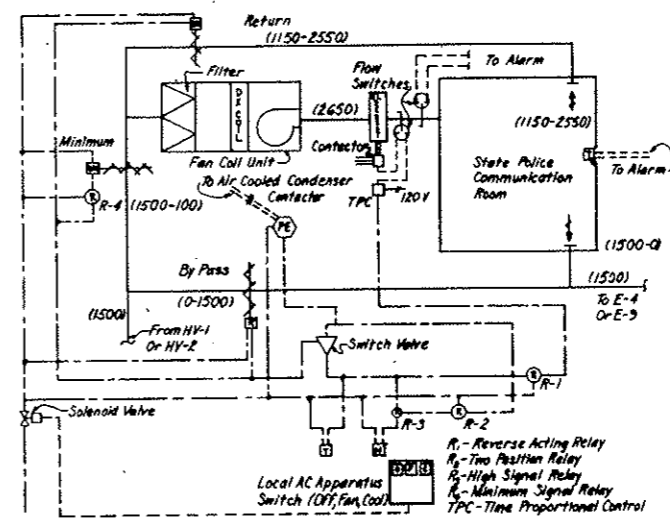 Return
(1150-2550)
Filter
DX COIL
Flow
Switches
To Alarm
(2650)
(1150-2550)
Minimum
Fan Coil Unit
Contactor
State Police
Communication
Room
To Alarm
To Air Cooled Condenser
Contactor
TPC
120V
R-4
(1500-100)
PE
(1500-0)
By Pass
(0-1500)
(1500)
(1500)
To E-4
Or E-9
From HV-1
Or HV-2
Switch Valve
R-1
Solenoid Valve
R-3
R-2
T
H
Local AC Apparatus
Switch (Off, Fan, Cool)
R₁-Reverse Acting Relay
R₂-Two Position Relay
R₃-High Signal Relay
R₄-Minimum Signal Relay
TPC-Time Proportional Control